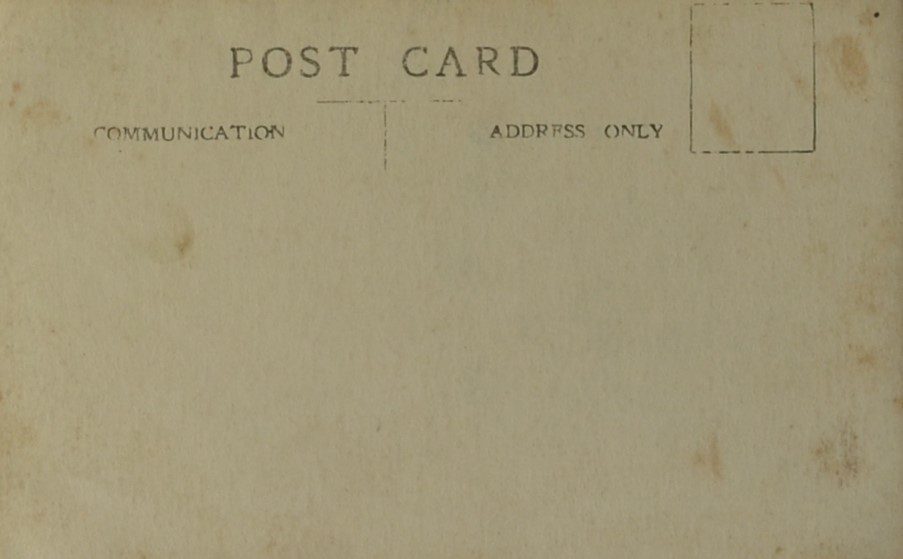 POST CARD
COMMUNICATION
ADDRESS ONLY